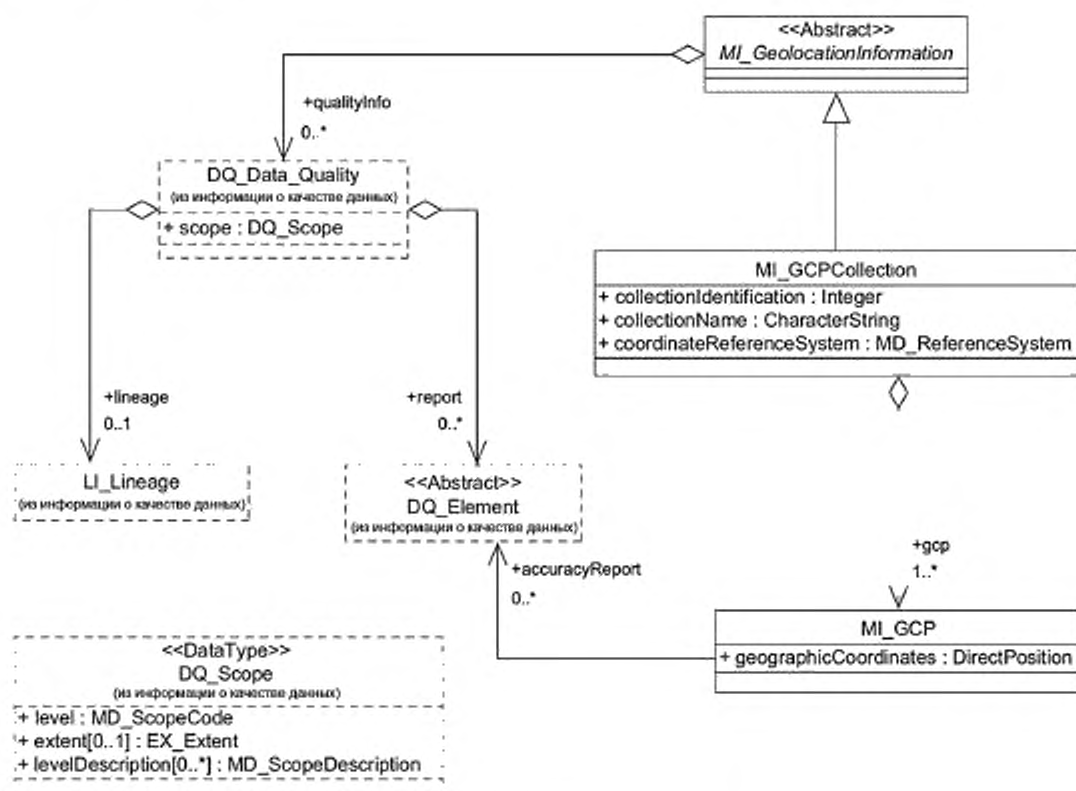 <<Abstract>>
MI_GeolocationInformation
+qualityInfo
0..*
DQ_Data_Quality
(из информации о качестве данных)
+ scope : DQ_Scope
MI_GCPCollection
+ collectionIdentification : Integer
+ collectionName : CharacterString
+ coordinateReferenceSystem : MD_ReferenceSystem
+lineage
0..1
+report
0..*
LI_Lineage
(из информации о качестве данных)
<<Abstract>>
DQ_Element
(из информации о качестве данных)
+accuracyReport
0..*
+gcp
1..*
MI_GCP
+ geographicCoordinates : DirectPosition
<<DataType>>
DQ_Scope
(из информации о качестве данных)
+ level : MD_ScopeCode
+ extent[0..1] : EX_Extent
+ levelDescription[0..*] : MD_ScopeDescription